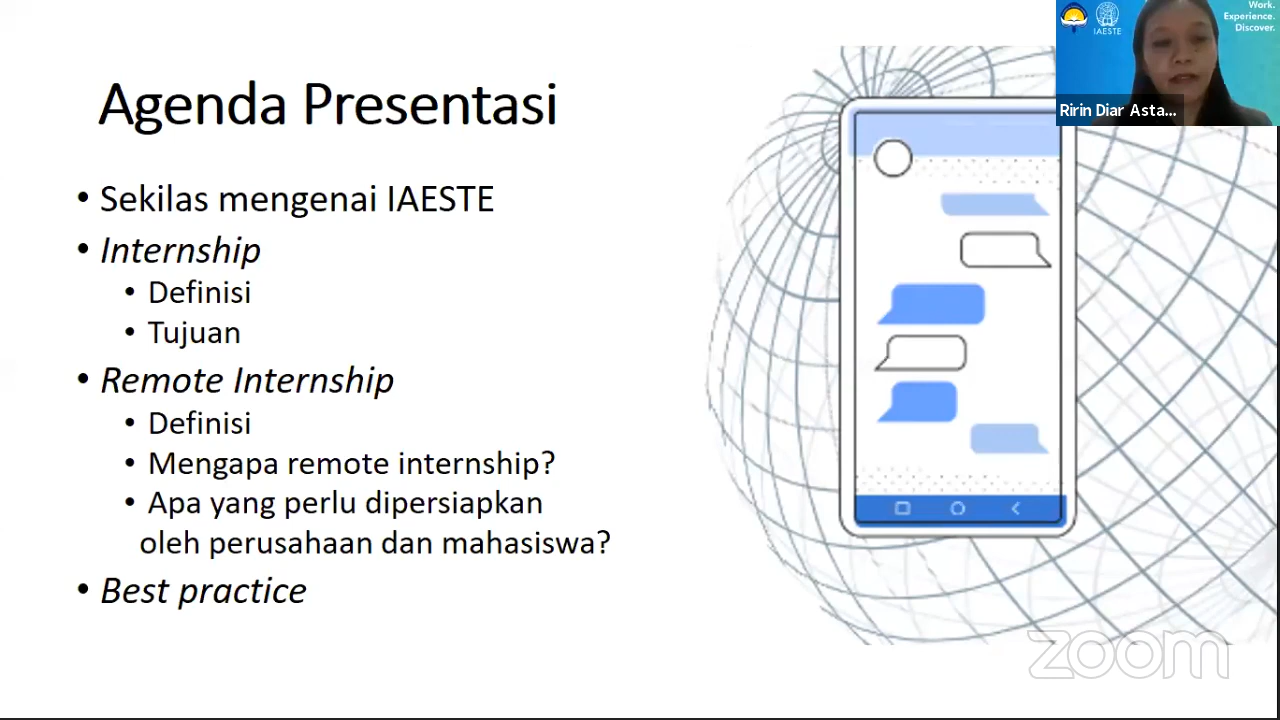 Agenda Presentasi
• Sekilas mengenai IAESTE
• Internship
• Definisi
• Tujuan
• Remote Internship
• Definisi
• Mengapa remote internship?
• Apa yang perlu dipersiapkan
oleh perusahaan dan mahasiswa?
• Best practice
IAESTE
Work.
Experience.
Discover.
Ririn Diar Asta...
zoom